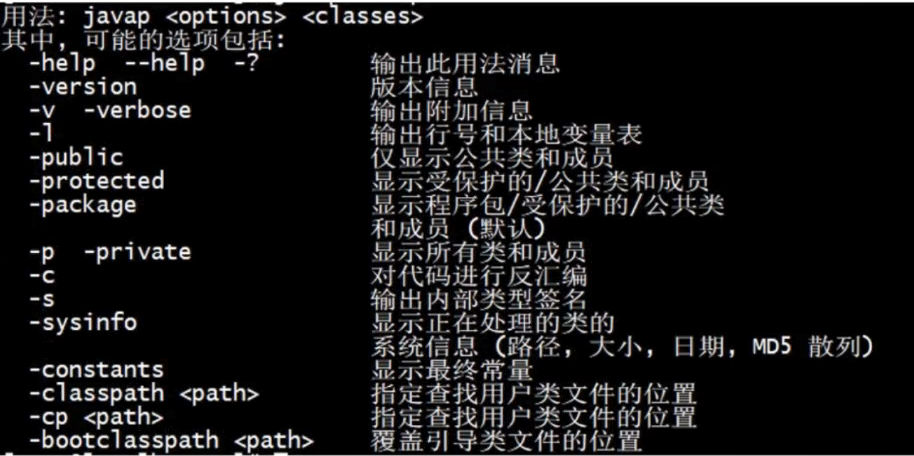 用法: javap <options> <classes>
其中, 可能的选项包括:
-help --help -? 输出此用法消息
-version 版本信息
-v -verbose 输出附加信息
-l 输出行号和本地变量表
-public 仅显示公共类和成员
-protected 显示受保护的/公共类和成员
-package 显示程序包/受保护的/公共类
和成员 (默认)
-p -private 显示所有类和成员
-c 对代码进行反汇编
-s 输出内部类型签名
-sysinfo 显示正在处理的类的
系统信息 (路径, 大小, 日期, MD5 散列)
-constants 显示最终常量
-classpath <path> 指定查找用户类文件的位置
-cp <path> 指定查找用户类文件的位置
-bootclasspath <path> 覆盖引导类文件的位置